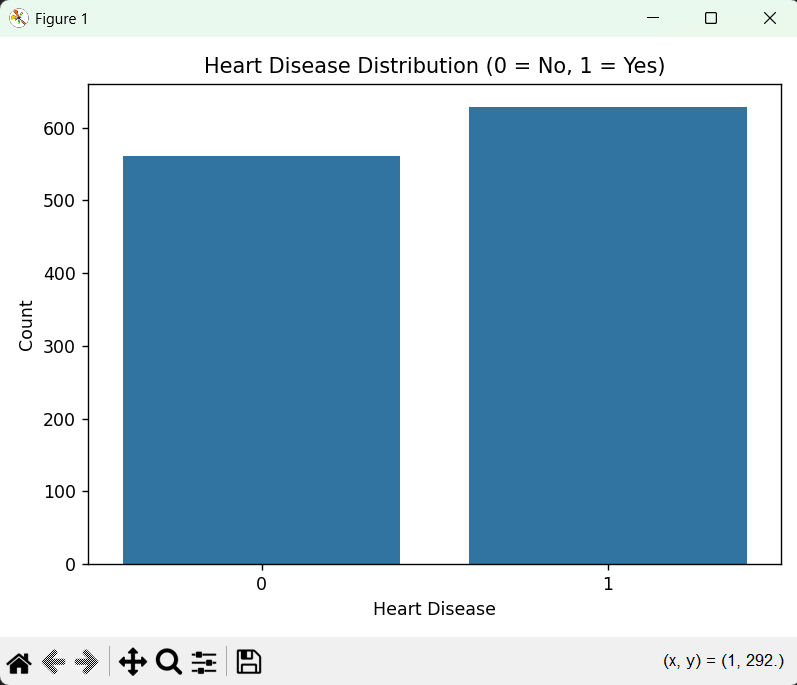 Figure 1
Heart Disease Distribution (0 = No, 1 = Yes)
600
500
400
300
200
100
0
Count
0 1
Heart Disease
(x, y) = (1, 292.)